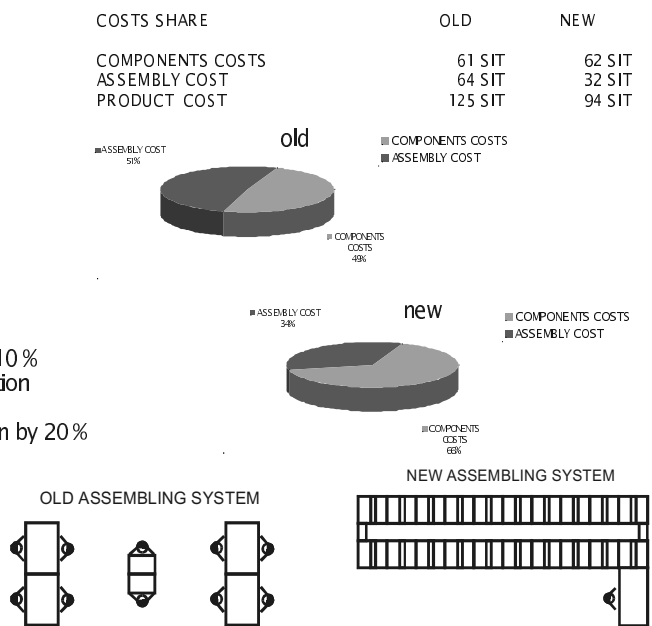 COSTS SHARE OLD NEW
COMPONENTS COSTS 61 SIT 62 SIT
ASSEMBLY COST 64 SIT 32 SIT
PRODUCT COST 125 SIT 94 SIT
old
ASSEMBLY COST
51%
COMPONENTS COSTS
ASSEMBLY COST
COMPONENTS
COSTS
49%
new
ASSEMBLY COST
34%
COMPONENTS COSTS
ASSEMBLY COST
10 %
tion
n by 20 %
COMPONENTS
COSTS
66%
NEW ASSEMBLING SYSTEM
OLD ASSEMBLING SYSTEM